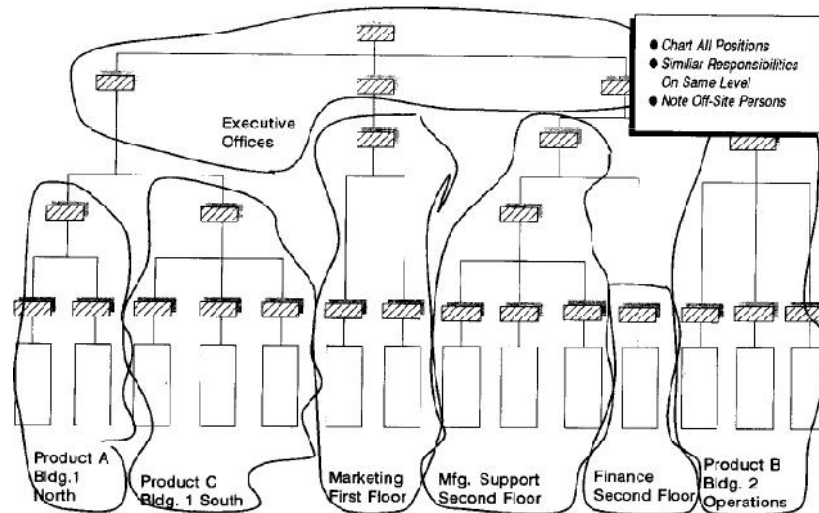 ● Chart All Positions
● Similiar Responsibilities
On Same Level
● Note Off-Site Persons
Executive
Offices
Product A
Bldg.1
North
Product C
Bldg. 1 South
Marketing
First Floor
Mfg. Support
Second Floor
Finance
Second Floor
Product B
Bldg. 2
Operations